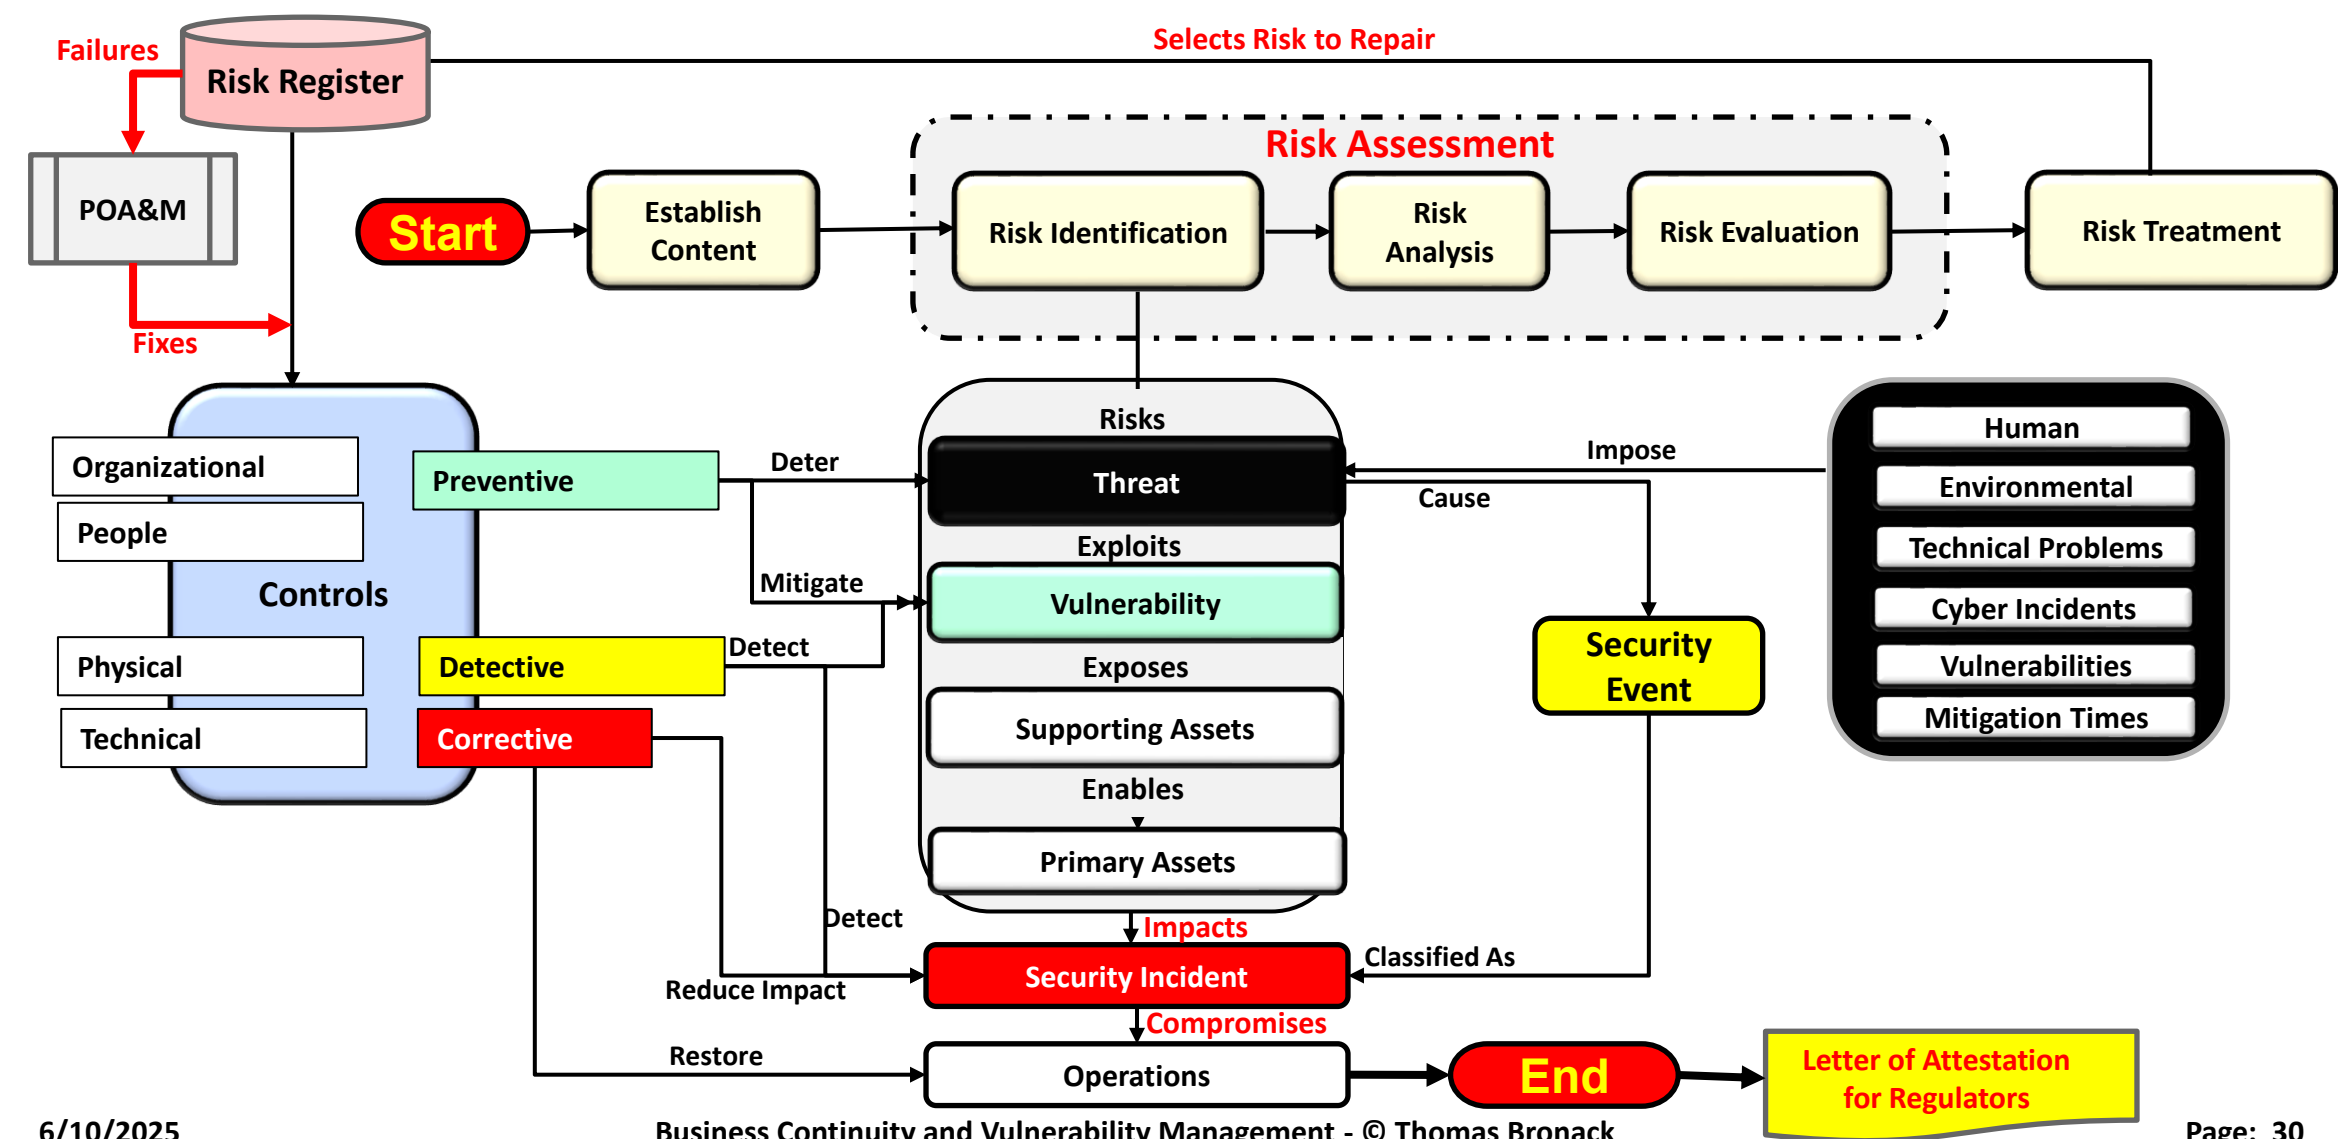 Failures
Risk Register
Selects Risk to Repair
POA&M
Fixes
Risk Assessment
Start
Establish
Content
Risk Identification
Risk
Analysis
Risk Evaluation
Risk Treatment
Organizational
People
Controls
Physical
Technical
Preventive
Detective
Corrective
Deter
Mitigate
Detect
Detect
Reduce Impact
Restore
Risks
Threat
Exploits
Vulnerability
Exposes
Supporting Assets
Enables
Primary Assets
Impacts
Security Incident
Compromises
Operations
Impose
Cause
Security
Event
Classified As
Human
Environmental
Technical Problems
Cyber Incidents
Vulnerabilities
Mitigation Times
End
Letter of Attestation
for Regulators
6/10/2025
Business Continuity and Vulnerability Management - © Thomas Bronack
Page: 30